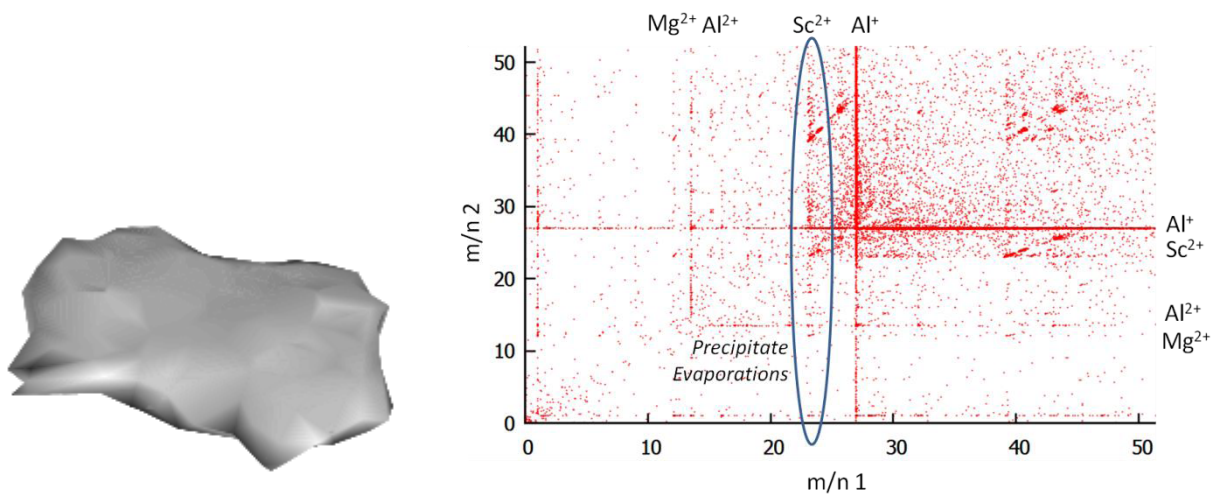 Mg²⁺ Al²⁺ Sc²⁺ Al⁺
50
40
30
20
10
0
m/n 2
Al⁺
Sc²⁺
Al²⁺
Mg²⁺
Precipitate
Evaporations
0 10 20 30 40 50
m/n 1